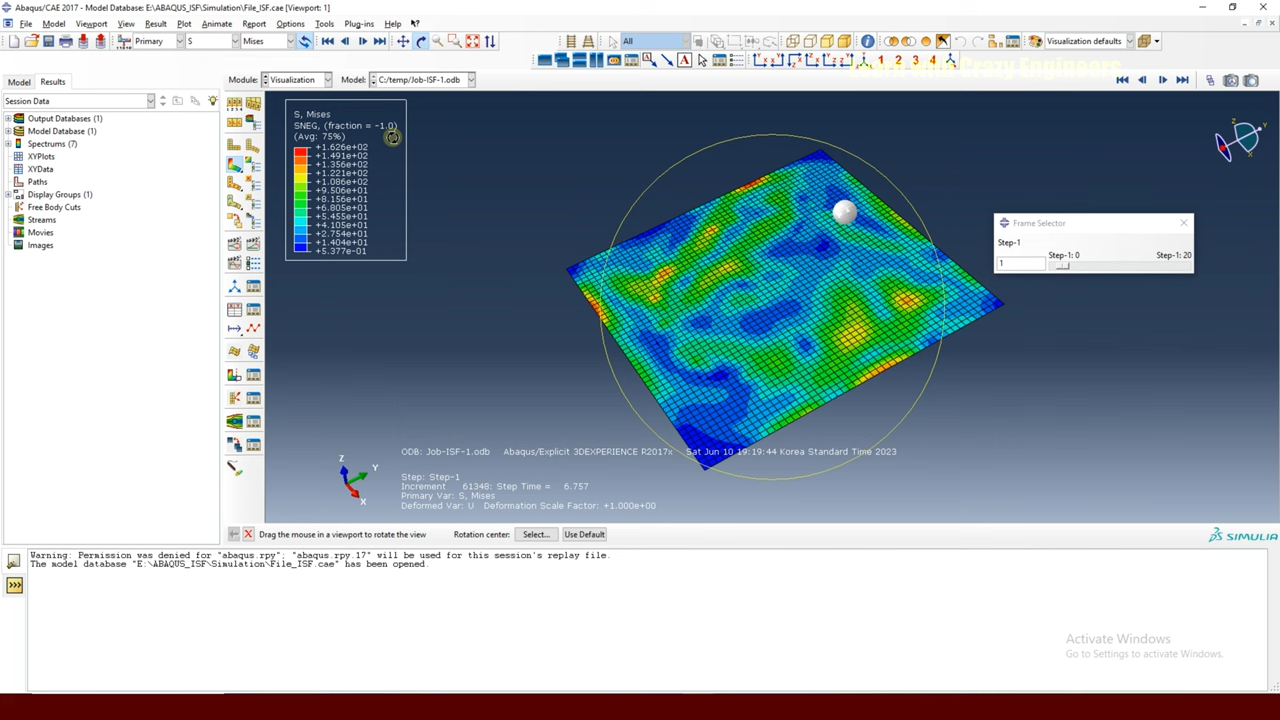 Abaqus/CAE 2017 - Model Database: E:\ABAQUS_ISF\Simulation\File_ISF.cae [Viewport: 1]
File Model Viewport View Result Plot Animate Report Options Tools Plug-ins Help
Primary S Mises All Visualization defaults
1 2 3 4
Model Results Module: Visualization Model: C:/temp/Job-ISF-1.odb
Crazy Engineers
Session Data
Output Databases (1)
Model Database (1)
Spectrums (7)
XYPlots
XYData
Paths
Display Groups (1)
Free Body Cuts
Streams
Movies
Images
S, Mises
SNEG, (fraction = -1.0)
(Avg: 75%)
+1.626e+02
+1.491e+02
+1.356e+02
+1.221e+02
+1.086e+02
+9.506e+01
+8.156e+01
+6.805e+01
+5.455e+01
+4.105e+01
+2.754e+01
+1.404e+01
+5.377e-01
Frame Selector
Step-1
1 Step-1: 0 Step-1: 20
Z
X
Z
Y
X
ODB: Job-ISF-1.odb Abaqus/Explicit 3DEXPERIENCE R2017x Sat Jun 10 19:19:44 Korea Standard Time 2023
Step: Step-1
Increment 61348: Step Time = 6.757
Primary Var: S, Mises
Deformed Var: U Deformation Scale Factor: +1.000e+00
Drag the mouse in a viewport to rotate the view Rotation center: Select... Use Default
SIMULIA
Warning: Permission was denied for "abaqus.rpy"; "abaqus.rpy.17" will be used for this session's replay file.
The model database "E:\ABAQUS_ISF\Simulation\File_ISF.cae" has been opened.
>>>
Activate Windows
Go to Settings to activate Windows.